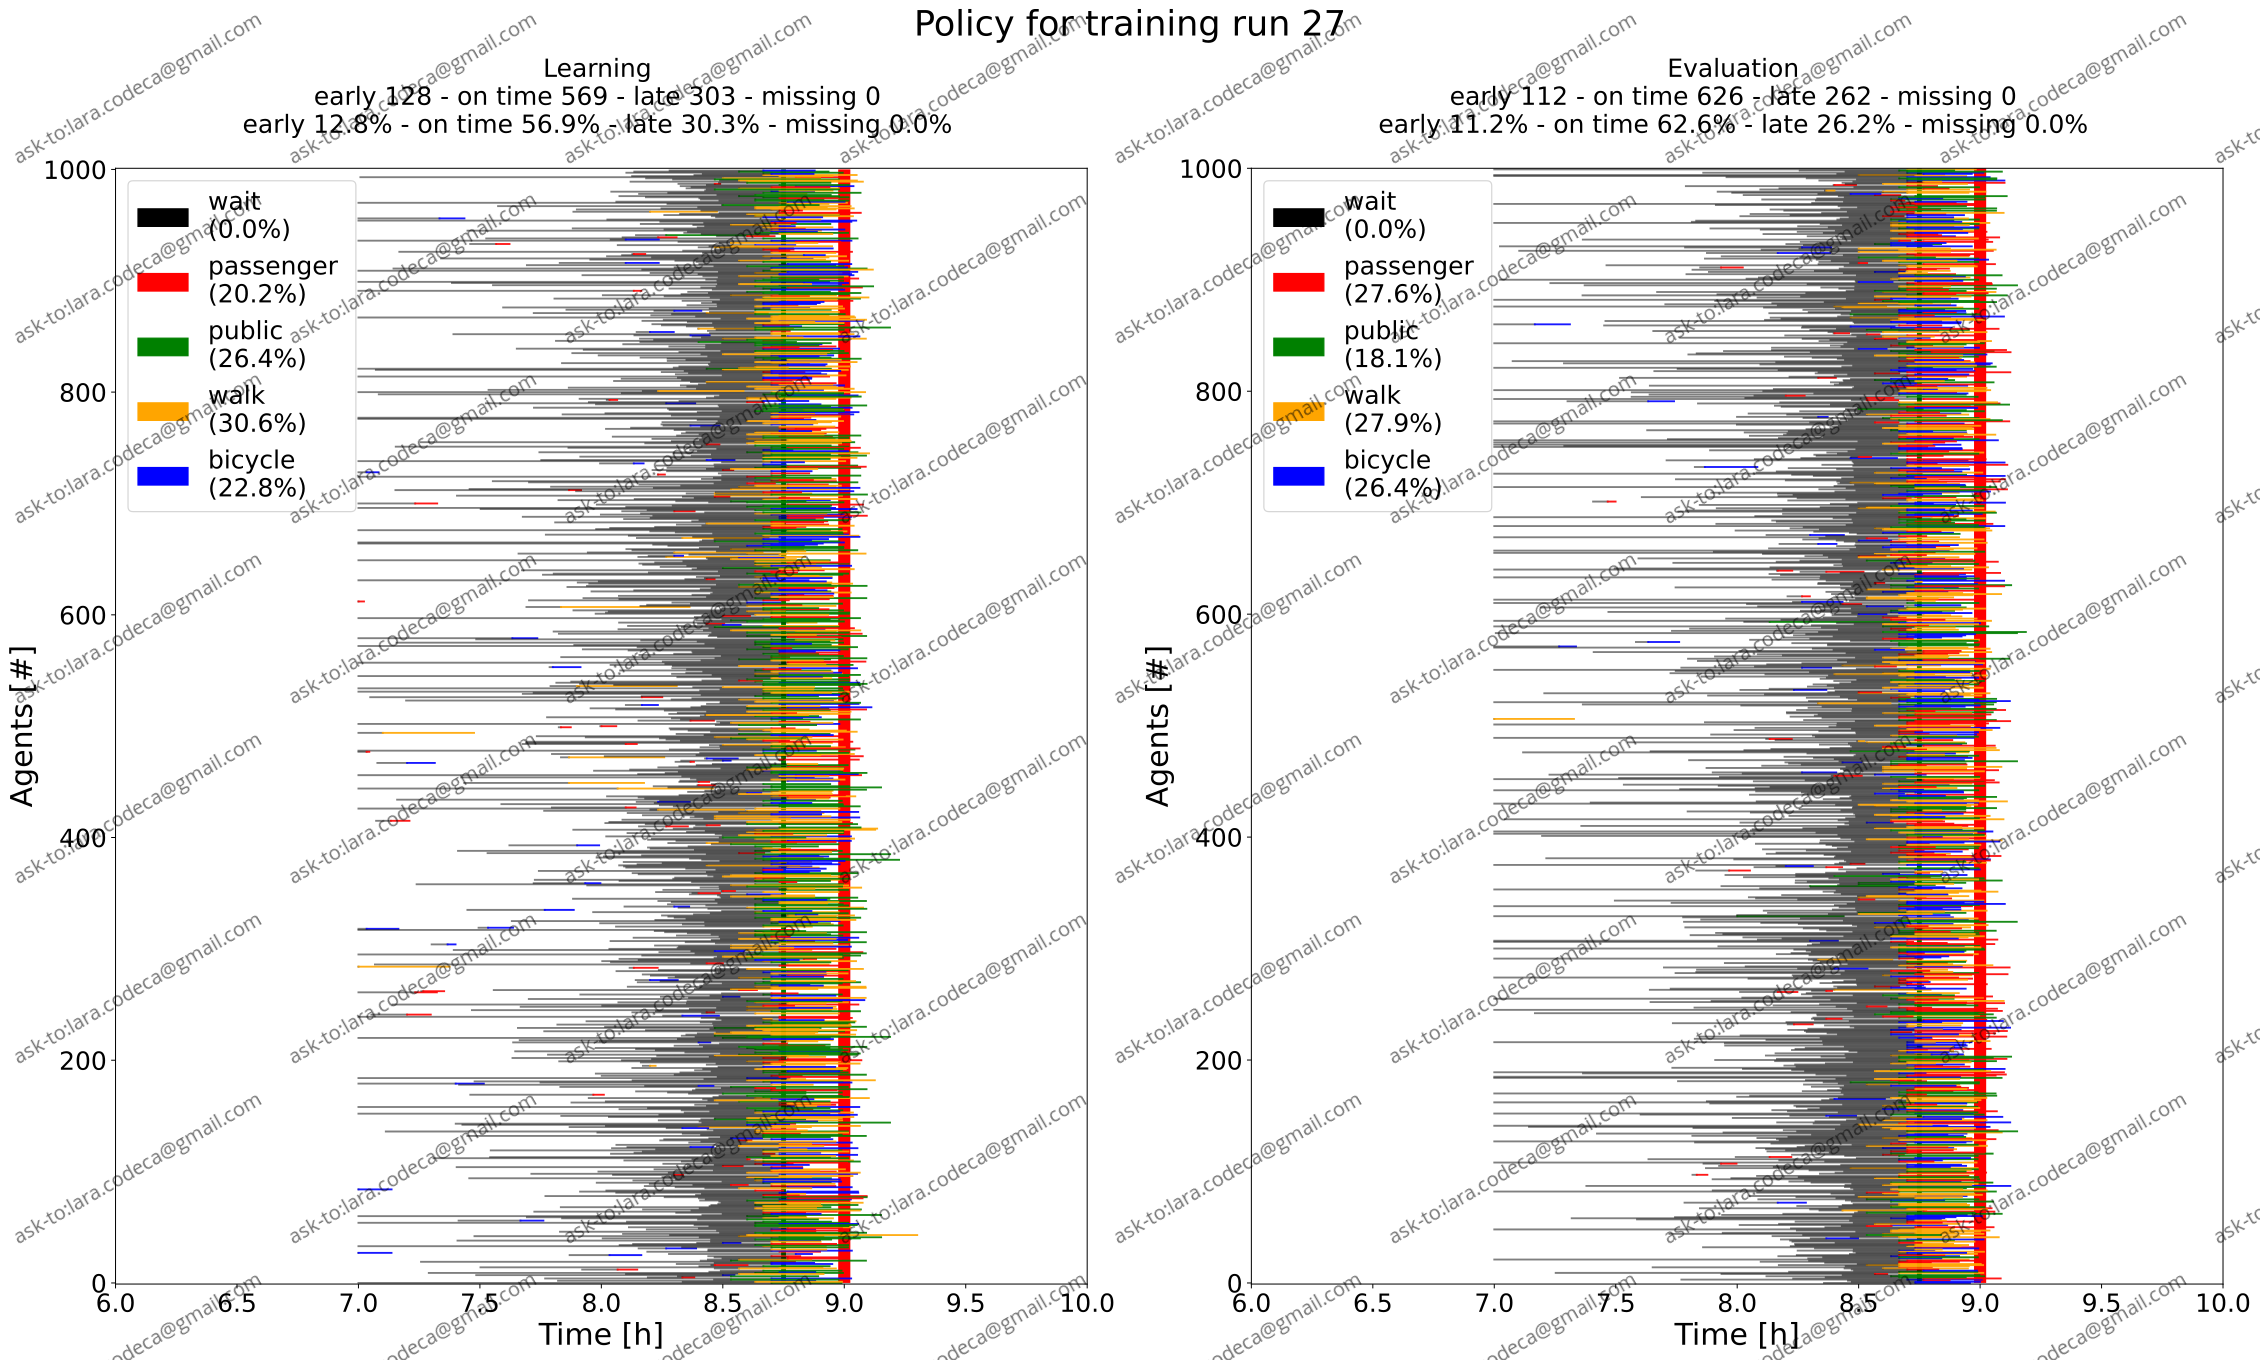 Policy for training run 27
Learning
early 128 - on time 569 - late 303 - missing 0
early 12.8% - on time 56.9% - late 30.3% - missing 0.0%
1000
800
600
400
200
0
Agents [#]
wait
(0.0%)
passenger
(20.2%)
public
(26.4%)
walk
(30.6%)
bicycle
(22.8%)
6.0 6.5 7.0 7.5 8.0 8.5 9.0 9.5 10.0
Time [h]
Evaluation
early 112 - on time 626 - late 262 - missing 0
early 11.2% - on time 62.6% - late 26.2% - missing 0.0%
1000
800
600
400
200
0
Agents [#]
wait
(0.0%)
passenger
(27.6%)
public
(18.1%)
walk
(27.9%)
bicycle
(26.4%)
6.0 6.5 7.0 7.5 8.0 8.5 9.0 9.5 10.0
Time [h]
ask-to:lara.codeca@gmail.com